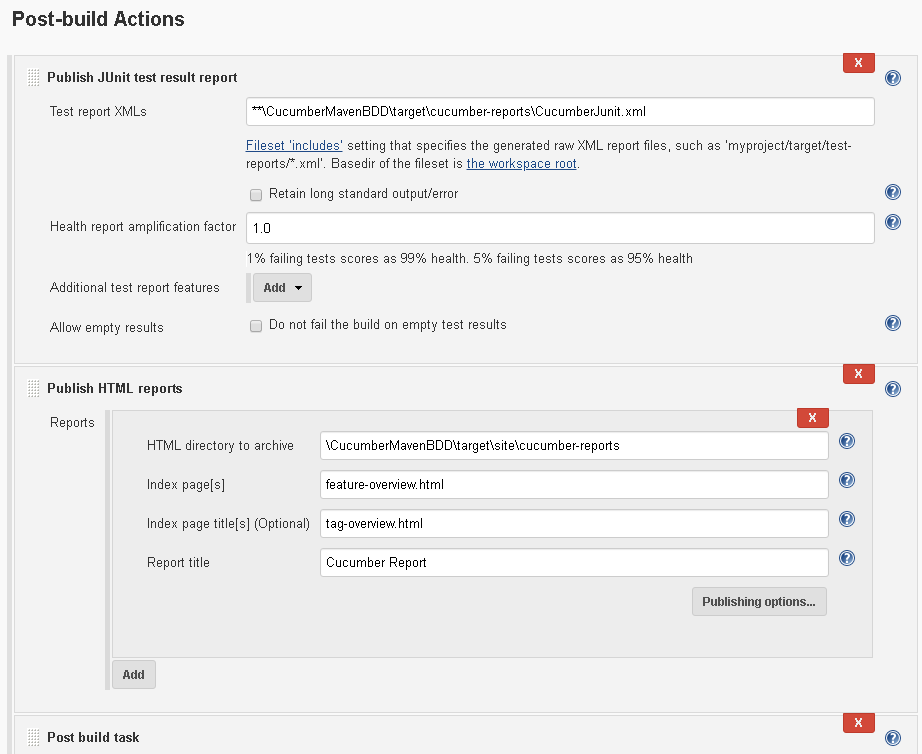 Post-build Actions
X
Publish JUnit test result report
Test report XMLs
**\CucumberMavenBDD\target\cucumber-reports\CucumberJunit.xml
Fileset 'includes' setting that specifies the generated raw XML report files, such as 'myproject/target/test-
reports/*.xml'. Basedir of the fileset is the workspace root.
Retain long standard output/error
Health report amplification factor
1.0
1% failing tests scores as 99% health. 5% failing tests scores as 95% health
Additional test report features
Add
Allow empty results
Do not fail the build on empty test results
X
Publish HTML reports
Reports
X
HTML directory to archive
\CucumberMavenBDD\target\site\cucumber-reports
Index page[s]
feature-overview.html
Index page title[s] (Optional)
tag-overview.html
Report title
Cucumber Report
Publishing options...
Add
X
Post build task